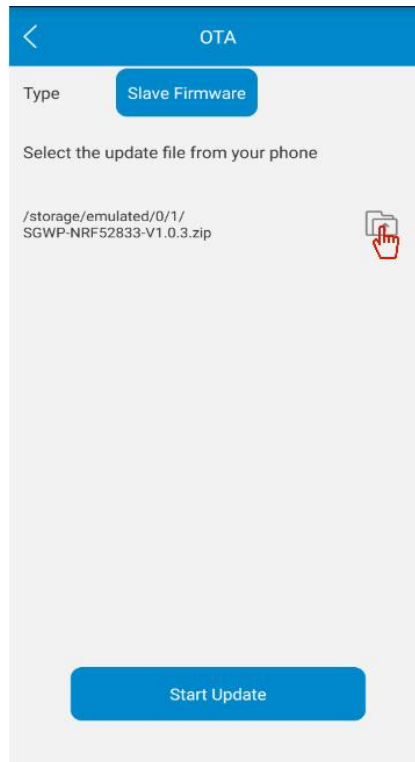 OTA
Type Slave Firmware
Select the update file from your phone
/storage/emulated/0/1/
SGWP-NRF52833-V1.0.3.zip
Start Update